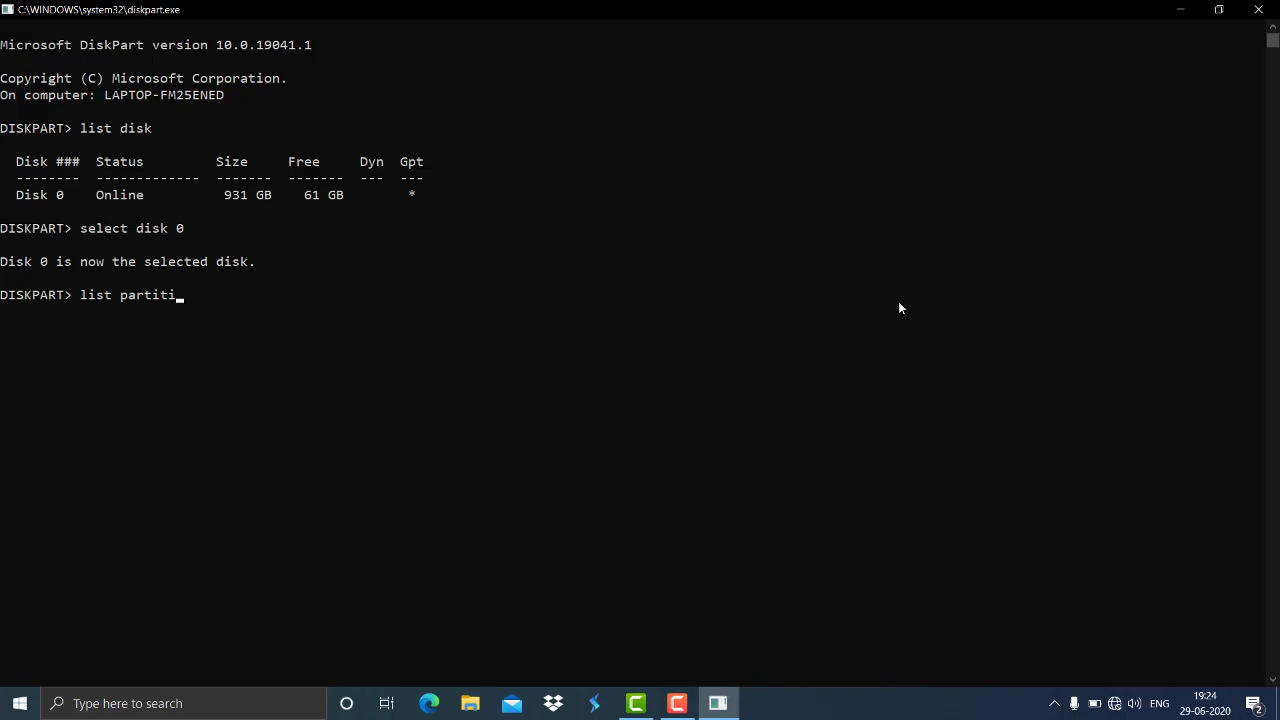 C:\WINDOWS\system32\diskpart.exe
Microsoft DiskPart version 10.0.19041.1
Copyright (C) Microsoft Corporation.
On computer: LAPTOP-FM25ENED
DISKPART> list disk
Disk ### Status Size Free Dyn Gpt
-------- ------------- ------- ------- --- ---
Disk 0 Online 931 GB 61 GB *
DISKPART> select disk 0
Disk 0 is now the selected disk.
DISKPART> list partiti_
Type here to search
ENG
19:24
29-06-2020
2